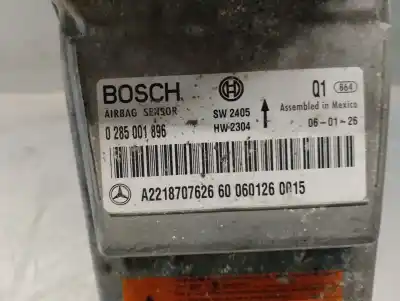 BOSCH
Q1 864
AIRBAG SENSOR SW 2405 Assembled in Mexico
0 285 001 896 HW-2304 06-01-26
A2218707626 60 060126 0015